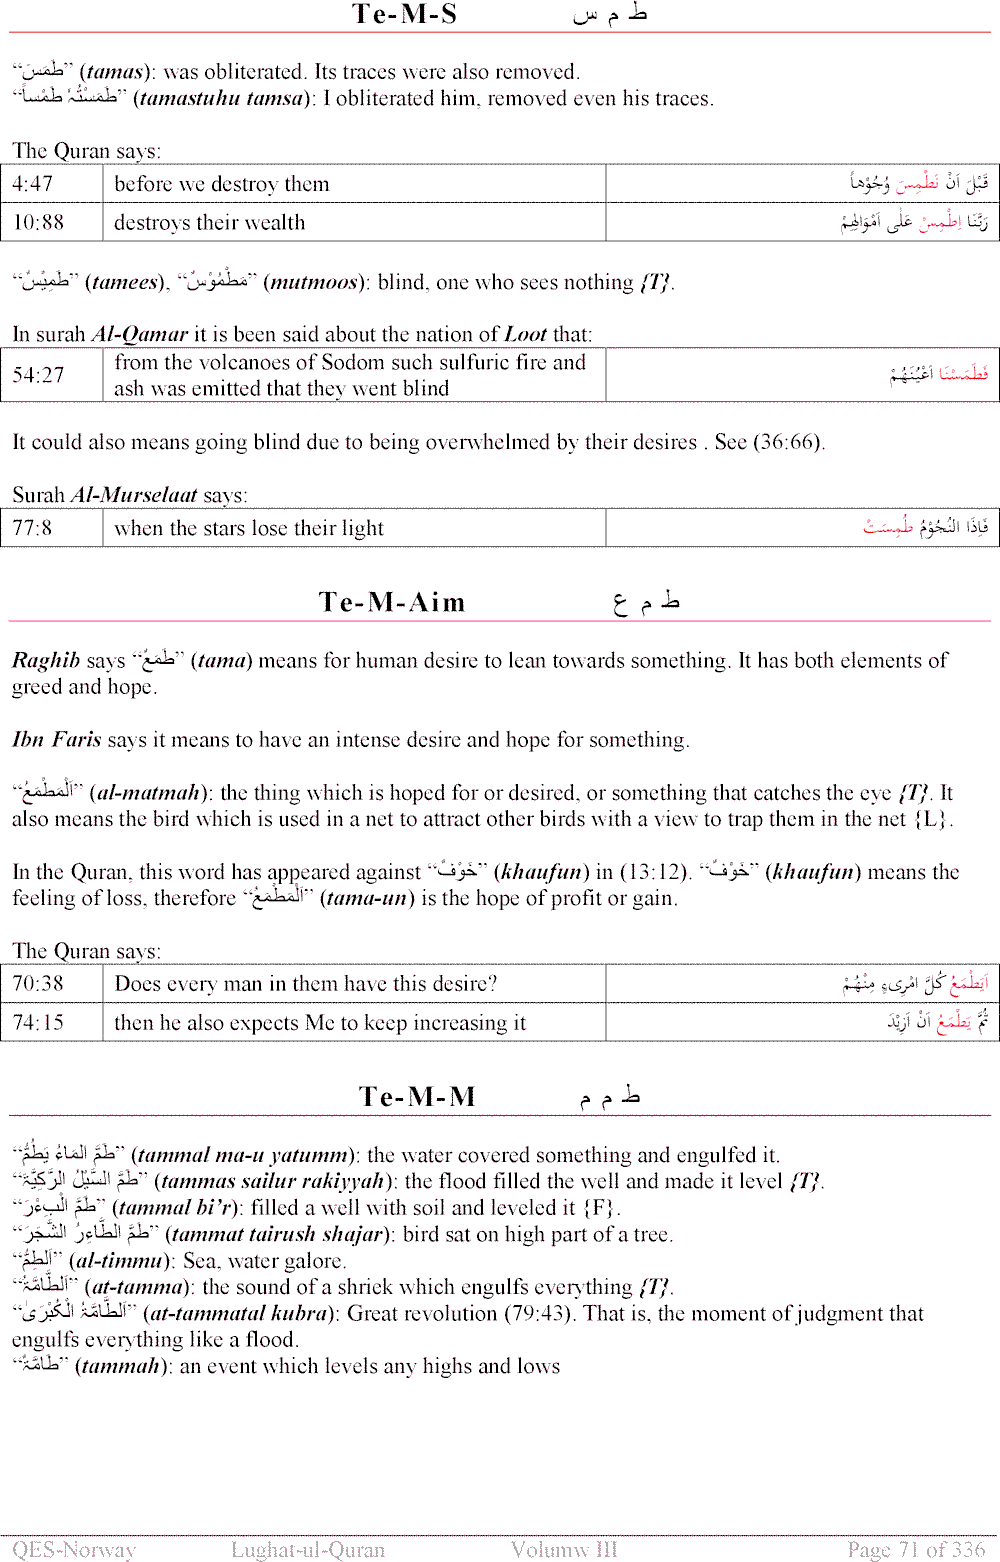 Te-M-S ط م س
“طَمَسَ” (tamas): was obliterated. Its traces were also removed.
“طَمَسْتُہٗ طَمْساً” (tamastuhu tamsa): I obliterated him, removed even his traces.
The Quran says:
4:47 before we destroy them قَبْلَ اَنْ نَطْمِسَ وُجُوْھاً
10:88 destroys their wealth رَبَّنَا اِطْمِسْ عَلٰی اَمْوَالِھِمْ
“طَمِیْسٌ” (tamees), “مَطْمُوْسٌ” (mutmoos): blind, one who sees nothing {T}.
In surah Al-Qamar it is been said about the nation of Loot that:
54:27 from the volcanoes of Sodom such sulfuric fire and
ash was emitted that they went blind فَطَمَسْنَا اَعْیُنَھُمْ
It could also means going blind due to being overwhelmed by their desires . See (36:66).
Surah Al-Murselaat says:
77:8 when the stars lose their light فَاِذَا النُّجُوْمُ طُمِسَتْ
Te-M-Aim ط م ع
Raghib says “طَمَعٌ” (tama) means for human desire to lean towards something. It has both elements of
greed and hope.
Ibn Faris says it means to have an intense desire and hope for something.
“اَلْمَطْمَعُ” (al-matmah): the thing which is hoped for or desired, or something that catches the eye {T}. It
also means the bird which is used in a net to attract other birds with a view to trap them in the net {L}.
In the Quran, this word has appeared against “خَوْفٌ” (khaufun) in (13:12). “خَوْفٌ” (khaufun) means the
feeling of loss, therefore “اَلْمَطْمَعُ” (tama-un) is the hope of profit or gain.
The Quran says:
70:38 Does every man in them have this desire? اَیَطْمَعُ کُلَّ امْرِیءٍ مِنْھُمْ
74:15 then he also expects Me to keep increasing it ثُمَّ یَطْمَعُ اَنْ اَزِیْدَ
Te-M-M ط م م
“طَمَّ المَاءُ یَطُمُّ” (tammal ma-u yatumm): the water covered something and engulfed it.
“طَمَّ السَّیْلُ الرَّکِیَّۃَ” (tammas sailur rakiyyah): the flood filled the well and made it level {T}.
“طَمَّ الْبِءْرَ” (tammal bi’r): filled a well with soil and leveled it {F}.
“طَمَّ الطَّاءِرُ الشَّجَرَ” (tammat tairush shajar): bird sat on high part of a tree.
“اَلطِمُّ” (al-timmu): Sea, water galore.
“اَلطَّامَّۃُ” (at-tamma): the sound of a shriek which engulfs everything {T}.
“اَلطَّامَّۃُ الْکُبْرَیٰ” (at-tammatal kubra): Great revolution (79:43). That is, the moment of judgment that
engulfs everything like a flood.
“طَامَّۃٌ” (tammah): an event which levels any highs and lows
QES-Norway Lughat-ul-Quran Volumw III Page 71 of 336